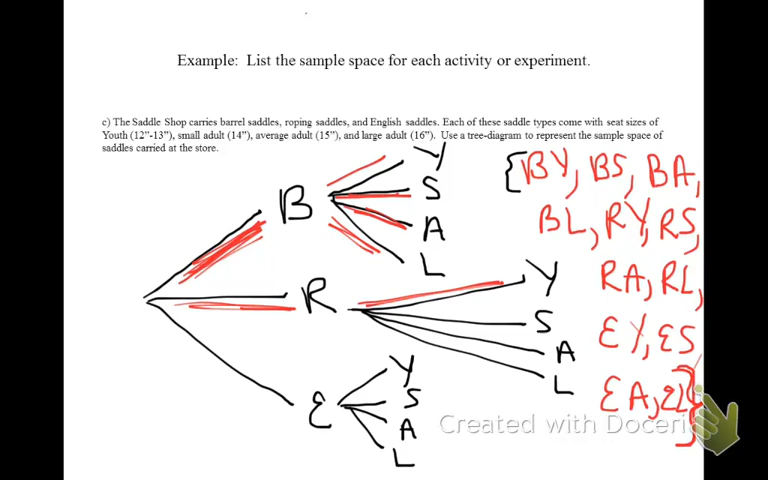 Example: List the sample space for each activity or experiment.
c) The Saddle Shop carries barrel saddles, roping saddles, and English saddles. Each of these saddle types come with seat sizes of
Youth (12"-13"), small adult (14"), average adult (15"), and large adult (16"). Use a tree-diagram to represent the sample space of
saddles carried at the store.
B
Y
S
A
L
R
Y
S
A
L
E
Y
S
A
L
{BY, BS, BA,
BL, RY, RS,
RA, RL,
EY, ES
EA, EL}
Created with Doceri